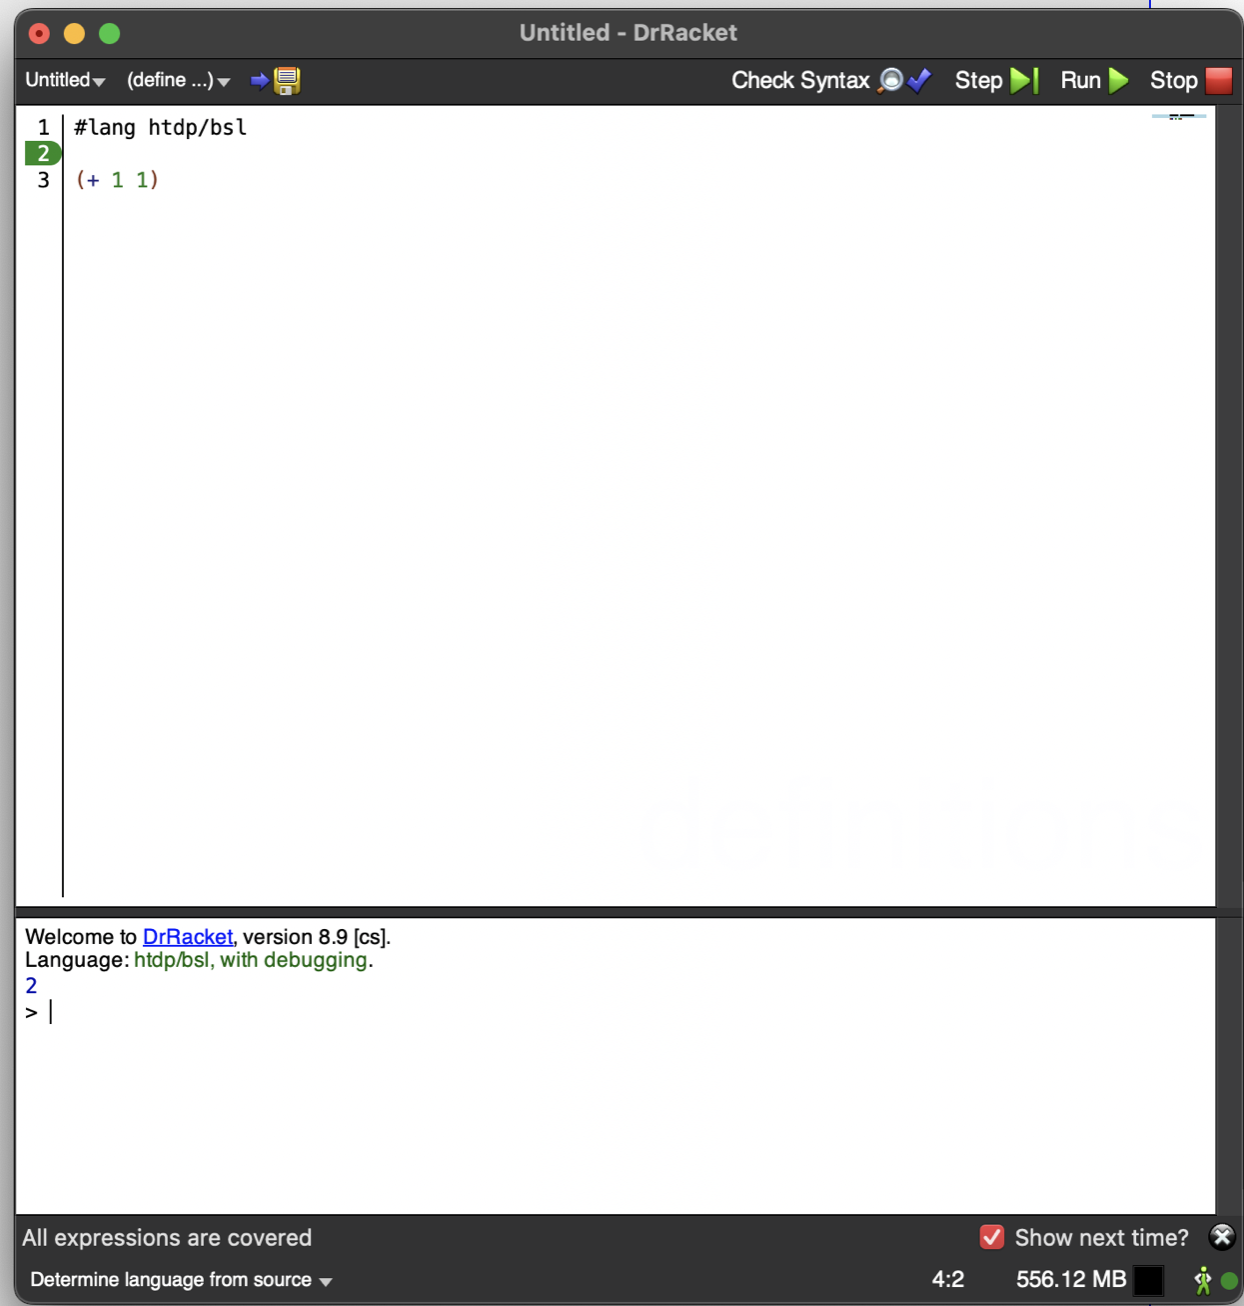 Untitled - DrRacket
Untitled (define ...) Check Syntax Step Run Stop
1 #lang htdp/bsl
2
3 (+ 1 1)
definitions
Welcome to DrRacket, version 8.9 [cs].
Language: htdp/bsl, with debugging.
2
>
All expressions are covered Show next time?
Determine language from source 4:2 556.12 MB